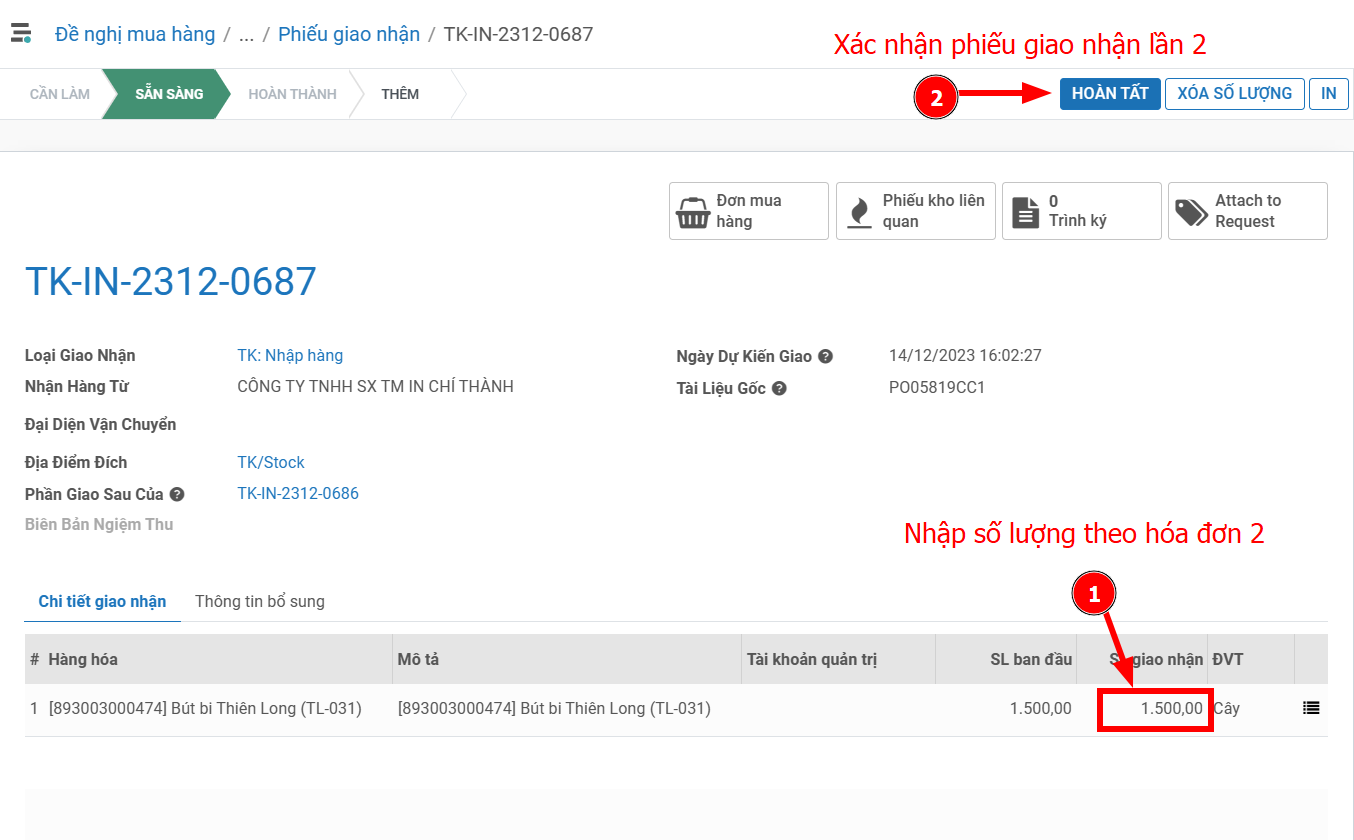 Đề nghị mua hàng / ... / Phiếu giao nhận / TK-IN-2312-0687
Xác nhận phiếu giao nhận lần 2
CẦN LÀM SẴN SÀNG HOÀN THÀNH THÊM
2
HOÀN TẤT XÓA SỐ LƯỢNG IN
Đơn mua hàng
Phiếu kho liên quan
0 Trình ký
Attach to Request
TK-IN-2312-0687
Loại Giao Nhận TK: Nhập hàng
Ngày Dự Kiến Giao 14/12/2023 16:02:27
Nhận Hàng Từ CÔNG TY TNHH SX TM IN CHÍ THÀNH
Tài Liệu Gốc PO05819CC1
Đại Diện Vận Chuyển
Địa Điểm Đích TK/Stock
Phần Giao Sau Của TK-IN-2312-0686
Biên Bản Ngiệm Thu
Nhập số lượng theo hóa đơn 2
1
Chi tiết giao nhận Thông tin bổ sung
# Hàng hóa Mô tả Tài khoản quản trị SL ban đầu giao nhận ĐVT
1 [893003000474] Bút bi Thiên Long (TL-031) [893003000474] Bút bi Thiên Long (TL-031) 1.500,00 1.500,00 Cây